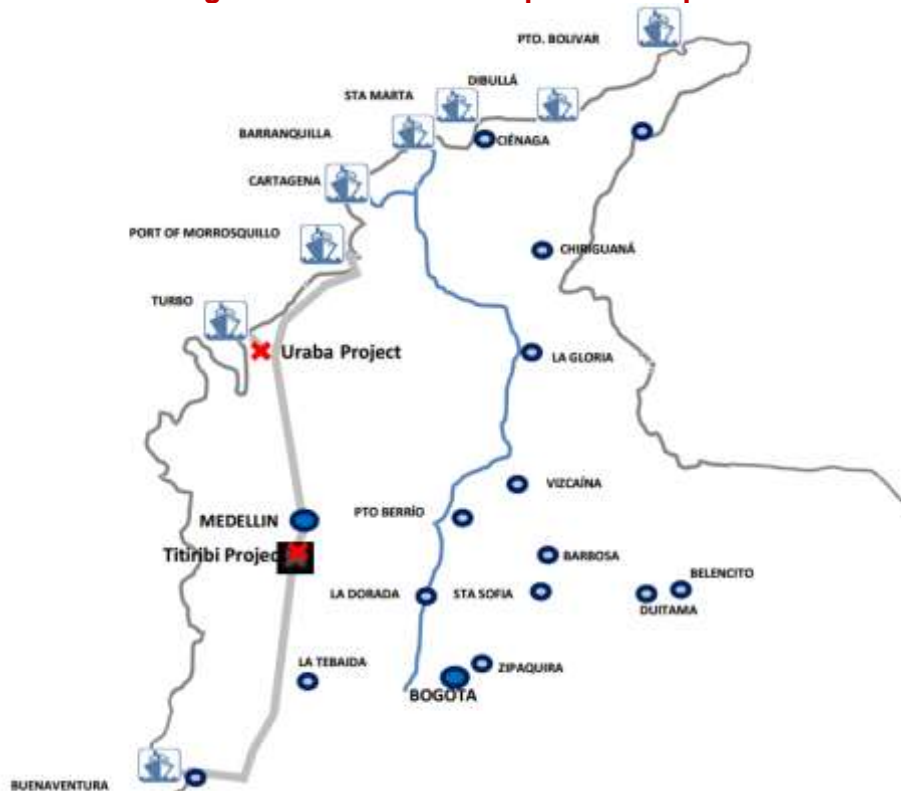 PTO. BOLIVAR
DIBULLÁ
STA MARTA
BARRANQUILLA
CIÉNAGA
CARTAGENA
PORT OF MORROSQUILLO
CHIRIGUANÁ
TURBO
Uraba Project
LA GLORIA
VIZCAÍNA
MEDELLIN
PTO BERRÍO
Titiribi Projec
BARBOSA
BELENCITO
LA DORADA
STA SOFIA
DUITAMA
LA TEBAIDA
ZIPAQUIRA
BOGOTA
BUENAVENTURA